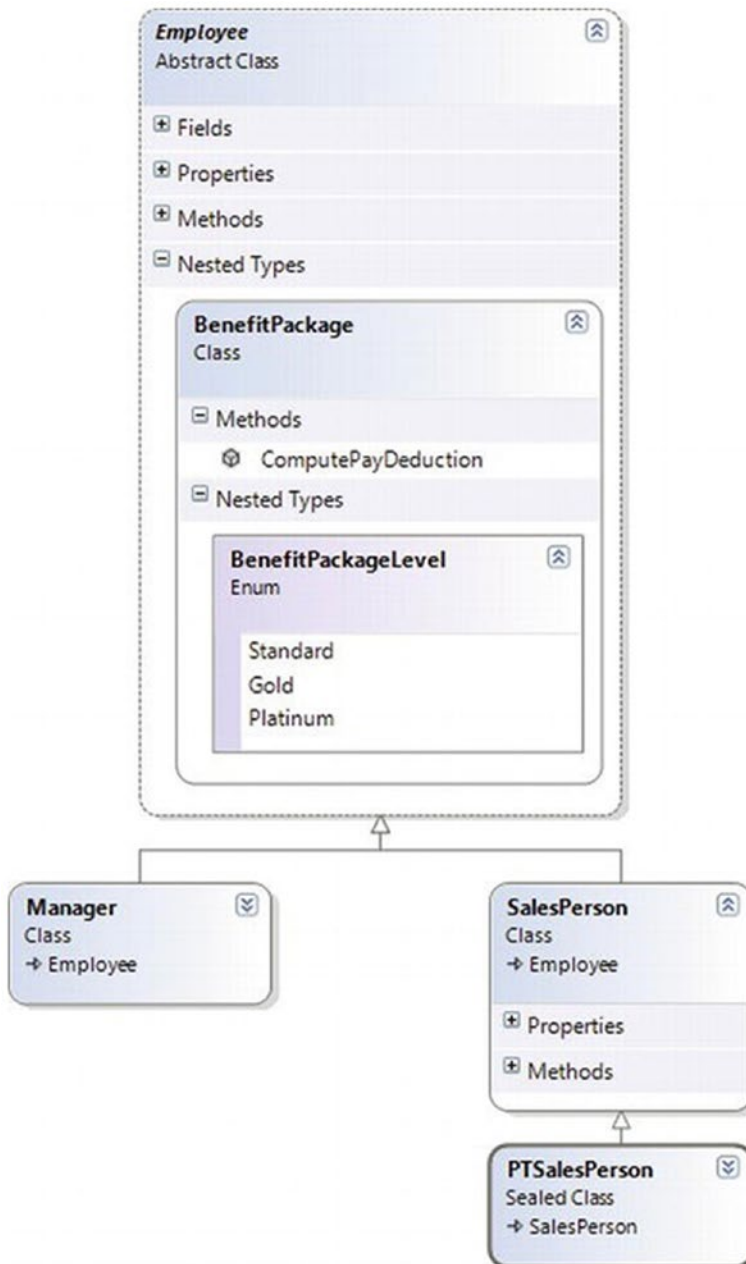 Employee
Abstract Class
Fields
Properties
Methods
Nested Types
BenefitPackage
Class
Methods
ComputePayDeduction
Nested Types
BenefitPackageLevel
Enum
Standard
Gold
Platinum
Manager
Class
Employee
SalesPerson
Class
Employee
Properties
Methods
PTSalesPerson
Sealed Class
SalesPerson